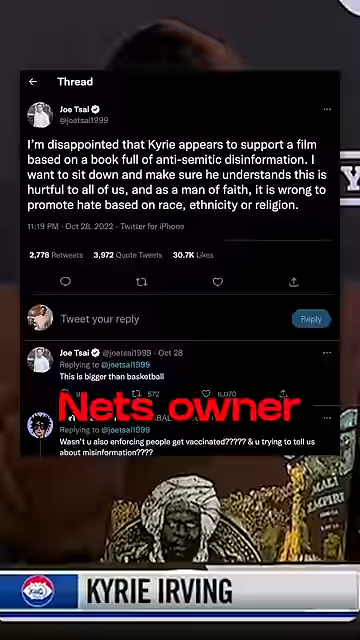 Thread
Joe Tsai
@joetsai1999
I'm disappointed that Kyrie appears to support a film
based on a book full of anti-semitic disinformation. I
want to sit down and make sure he understands this is
hurtful to all of us, and as a man of faith, it is wrong to
promote hate based on race, ethnicity or religion.
11:19 PM · Oct 28, 2022 · Twitter for iPhone
2,778 Retweets 3,972 Quote Tweets 30.7K Likes
Tweet your reply
Reply
Joe Tsai @joetsai1999 · Oct 28
Replying to @joetsai1999
This is bigger than basketball
572
Nets owner
Replying to @joetsai1999
Wasn't u also enforcing people get vaccinated????? & u trying to tell us
about misinformation????
MALI
EMPIRE
KYRIE IRVING